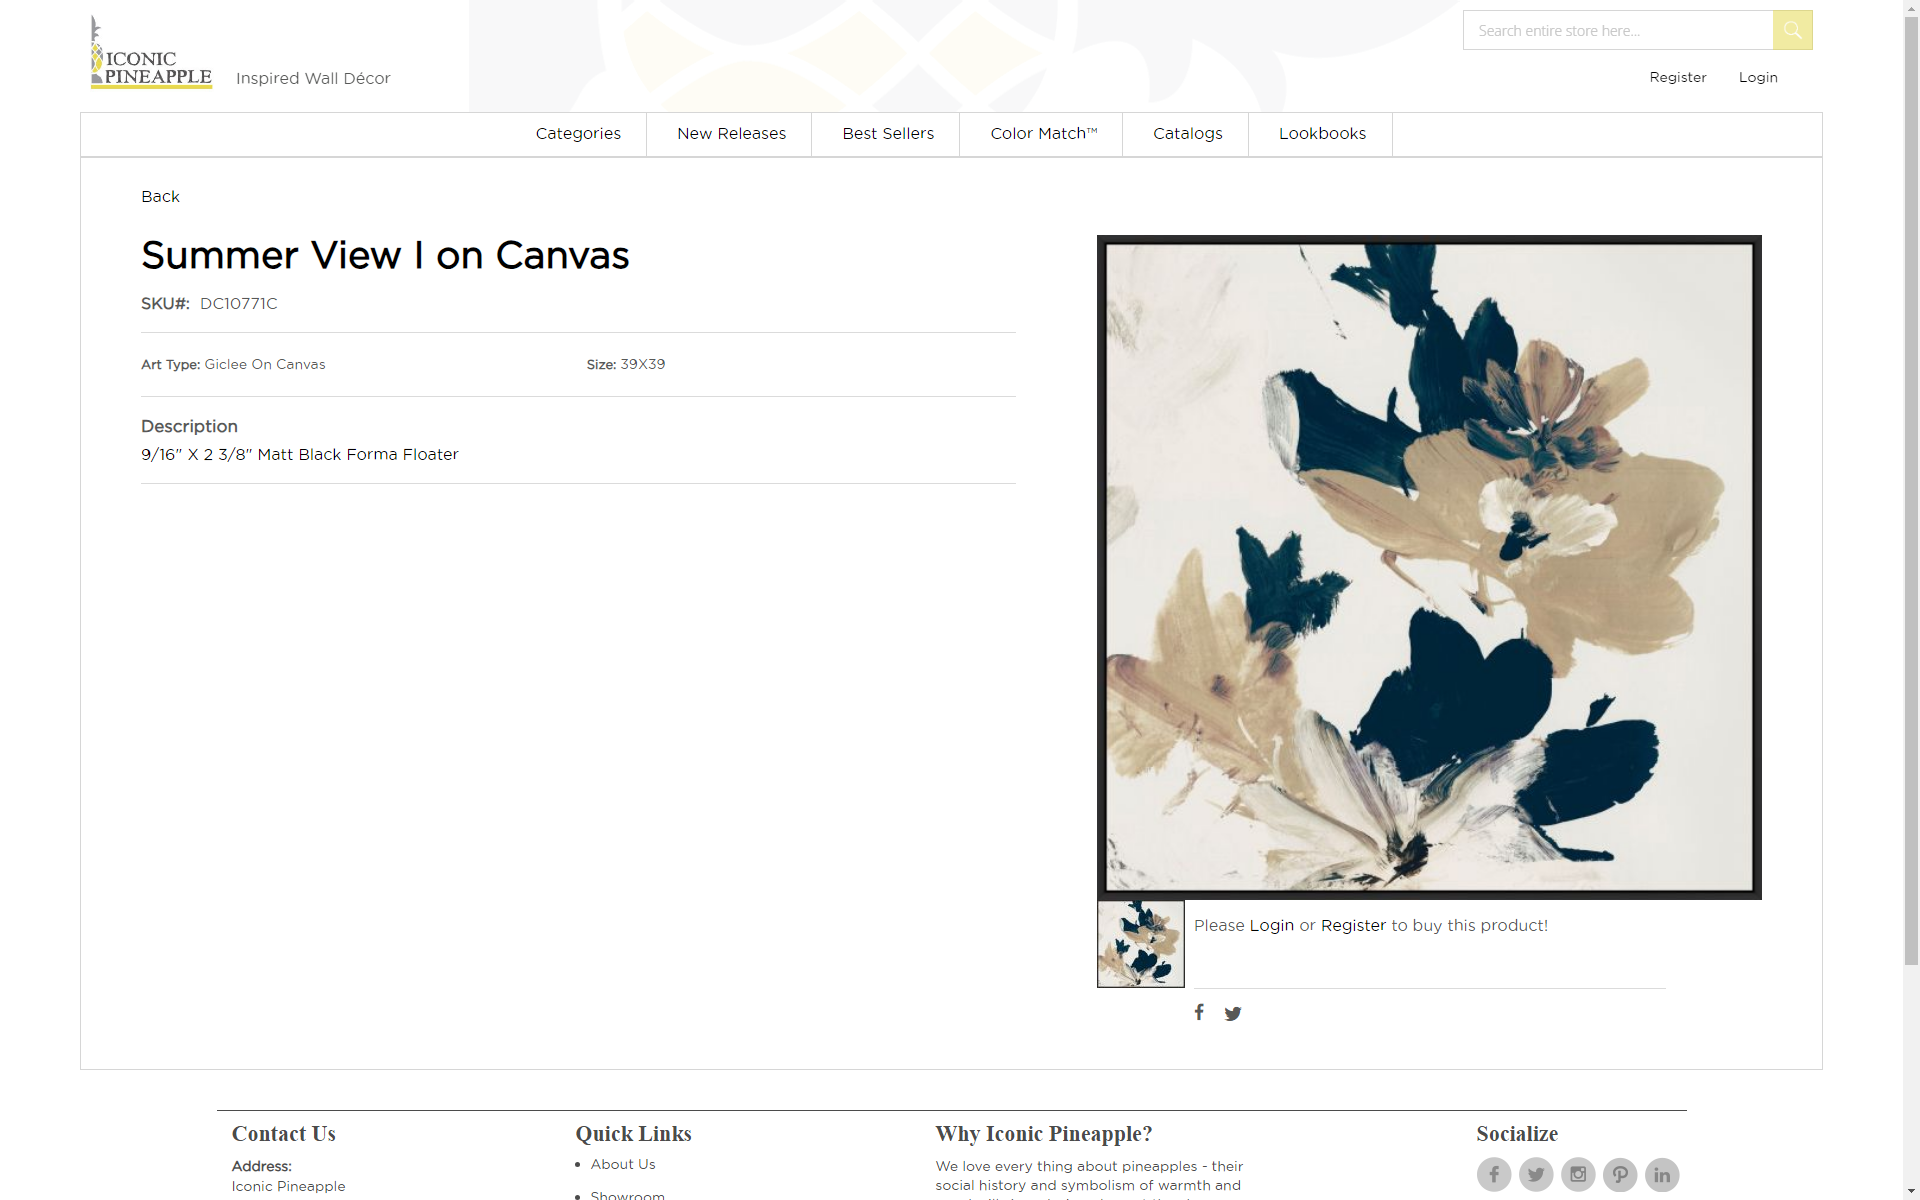 ICONIC
PINEAPPLE
Inspired Wall Décor
Search entire store here...
Register
Login
Categories
New Releases
Best Sellers
Color Match™
Catalogs
Lookbooks
Back
Summer View I on Canvas
SKU#: DC10771C
Art Type: Giclee On Canvas
Size: 39X39
Description
9/16" X 2 3/8" Matt Black Forma Floater
Please Login or Register to buy this product!
Contact Us
Address:
Iconic Pineapple
Quick Links
About Us
Showroom
Why Iconic Pineapple?
We love every thing about pineapples - their
social history and symbolism of warmth and
Socialize